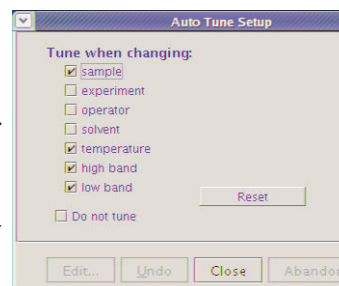 Auto Tune Setup
Tune when changing:
sample
experiment
operator
solvent
temperature
high band
low band
Reset
Do not tune
Edit... Undo Close Abandon